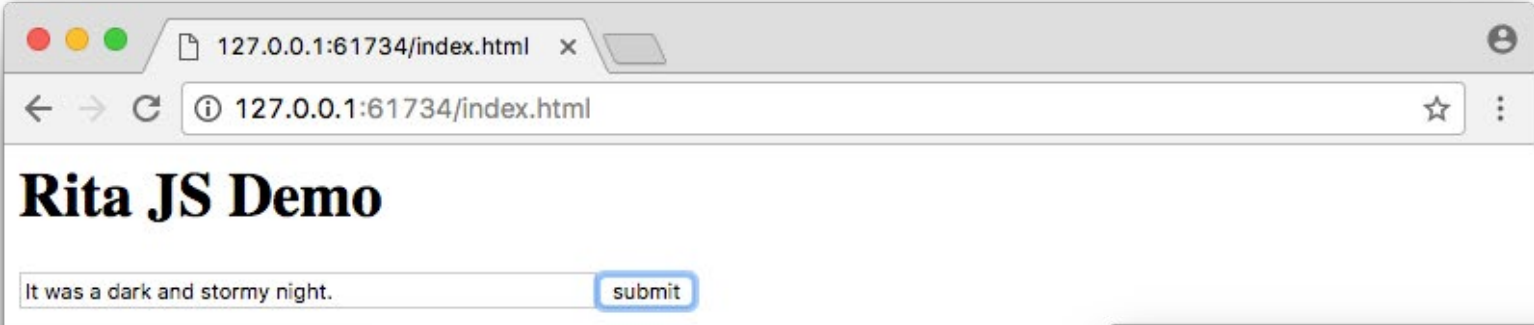 127.0.0.1:61734/index.html
127.0.0.1:61734/index.html
Rita JS Demo
It was a dark and stormy night. submit